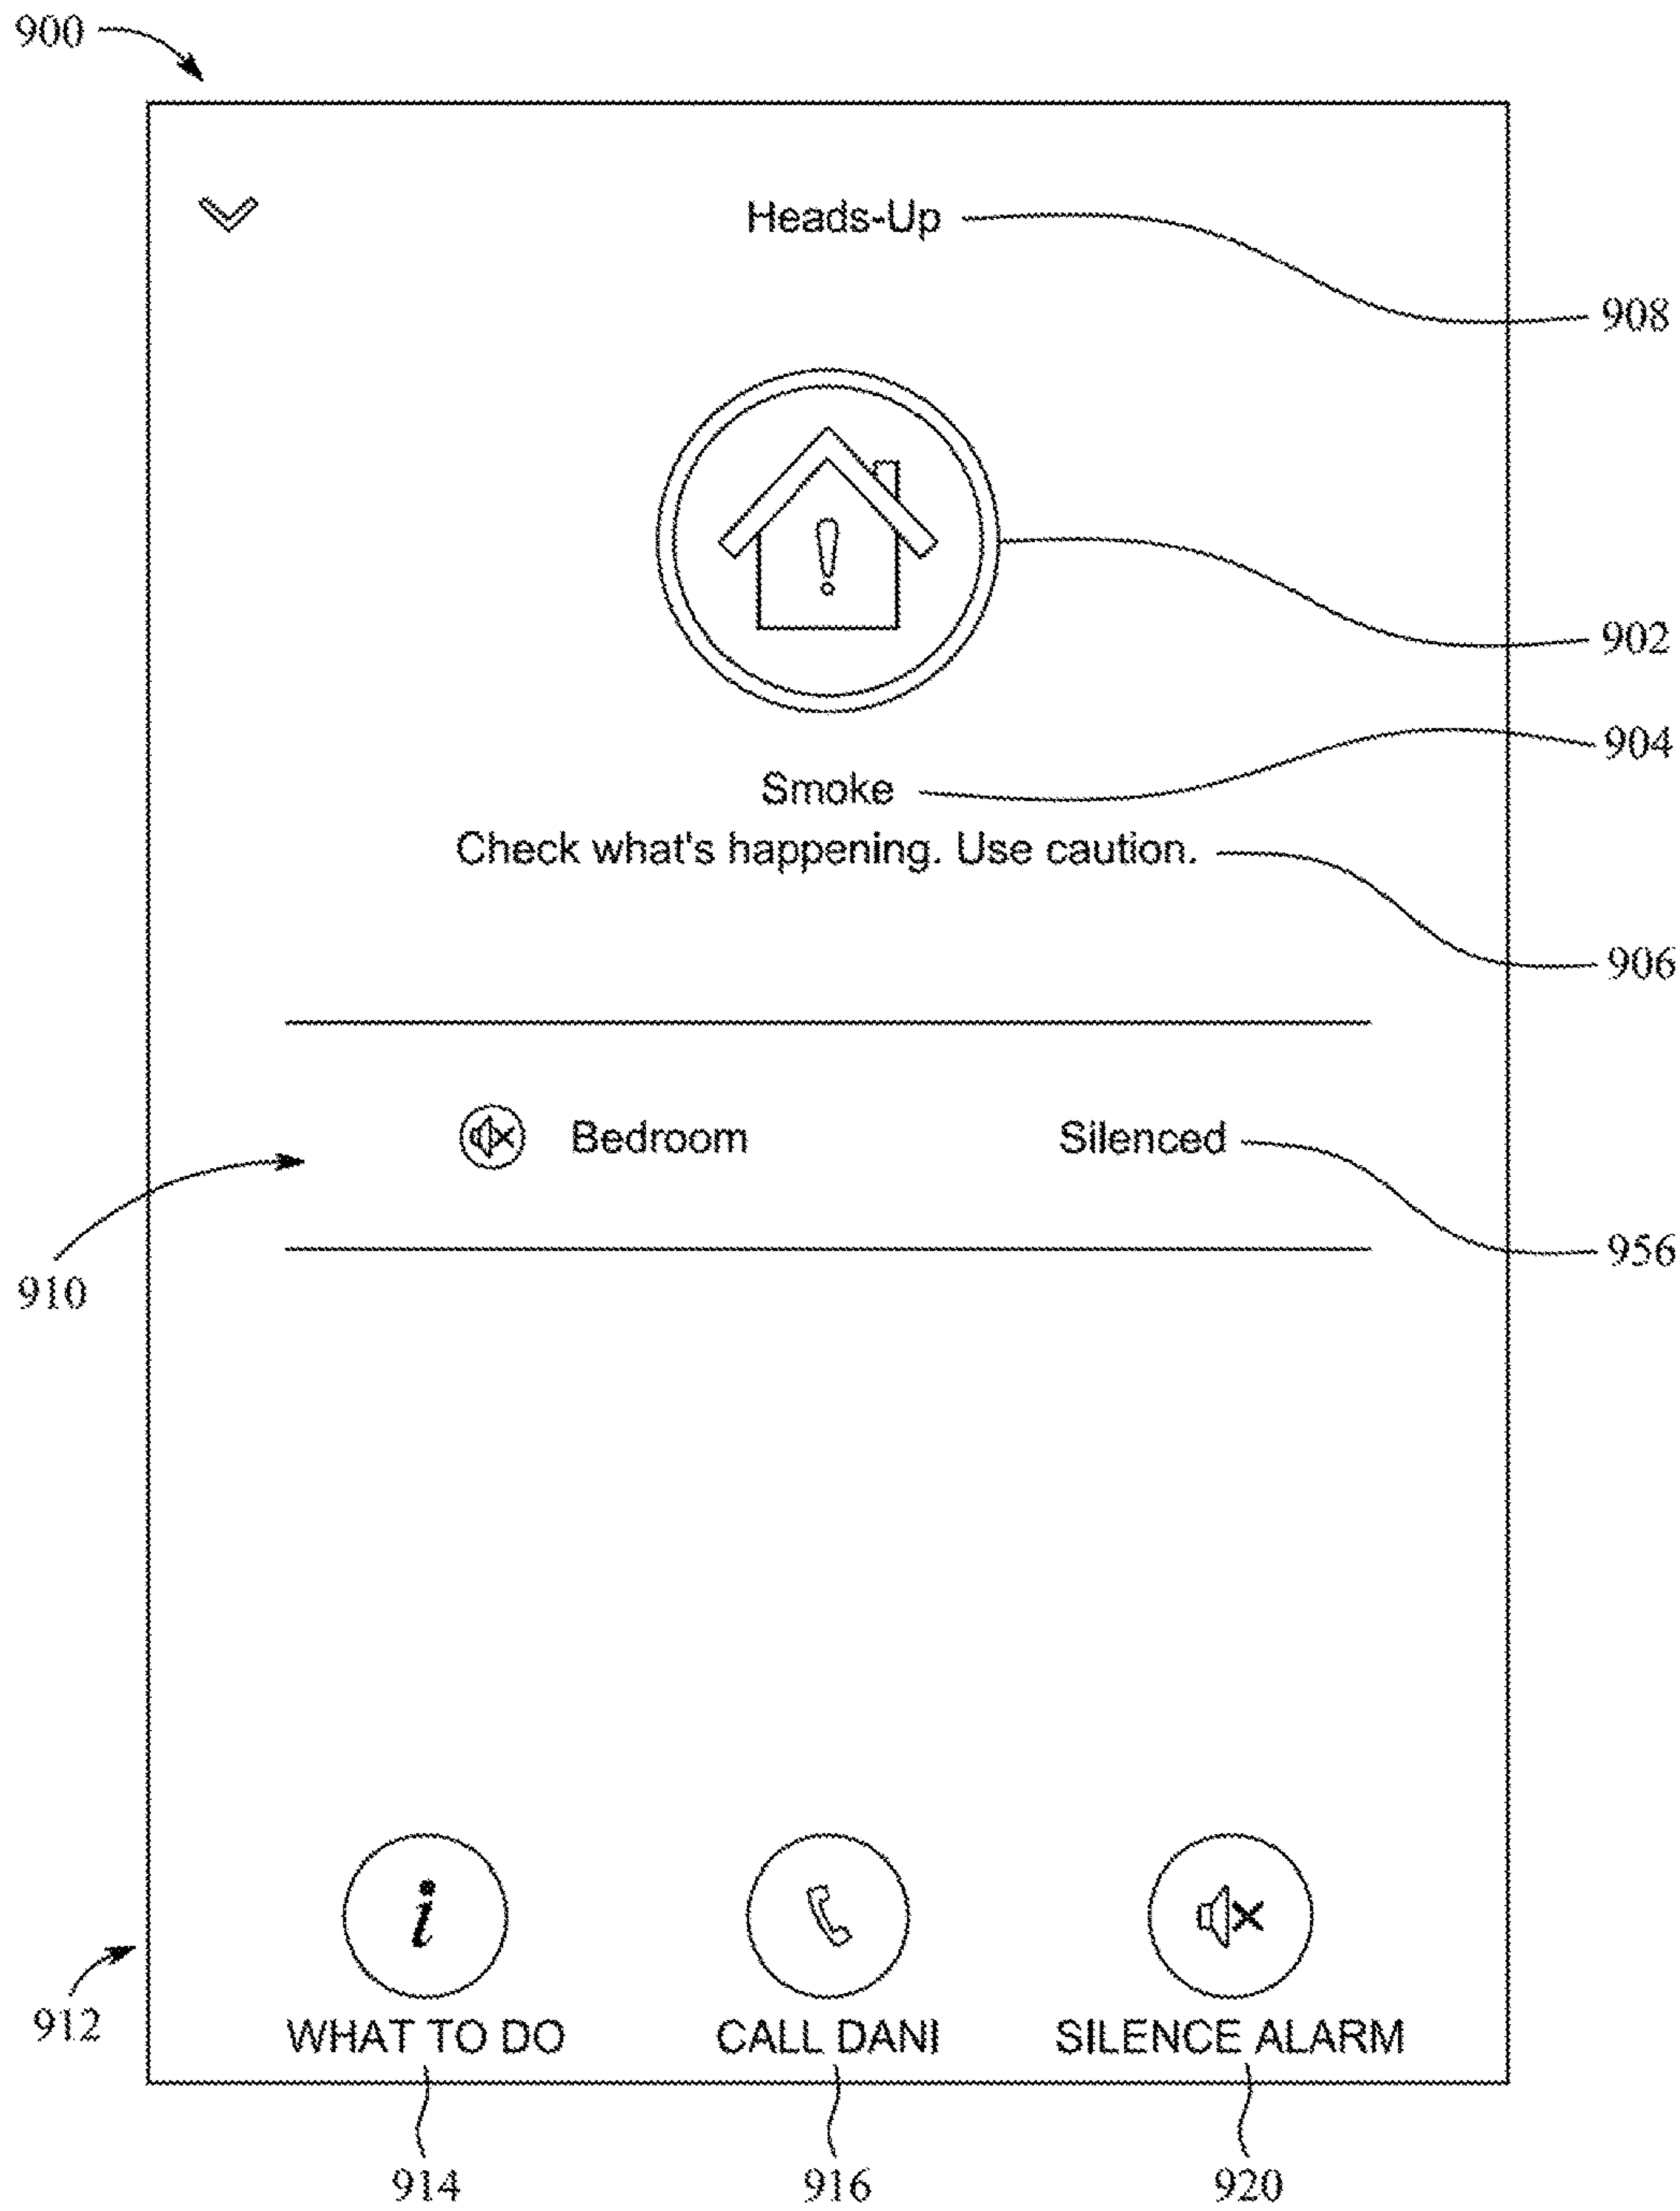 900
Heads-Up
908
902
904
Smoke
Check what's happening. Use caution.
906
Bedroom Silenced
956
910
912
WHAT TO DO CALL DANI SILENCE ALARM
914 916 920